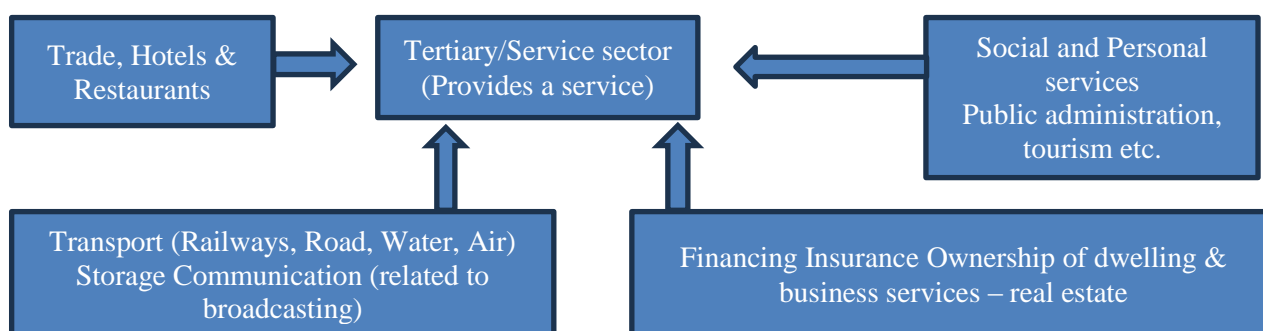 Trade, Hotels &
Restaurants
Tertiary/Service sector
(Provides a service)
Social and Personal
services
Public administration,
tourism etc.
Transport (Railways, Road, Water, Air)
Storage Communication (related to
broadcasting)
Financing Insurance Ownership of dwelling &
business services – real estate